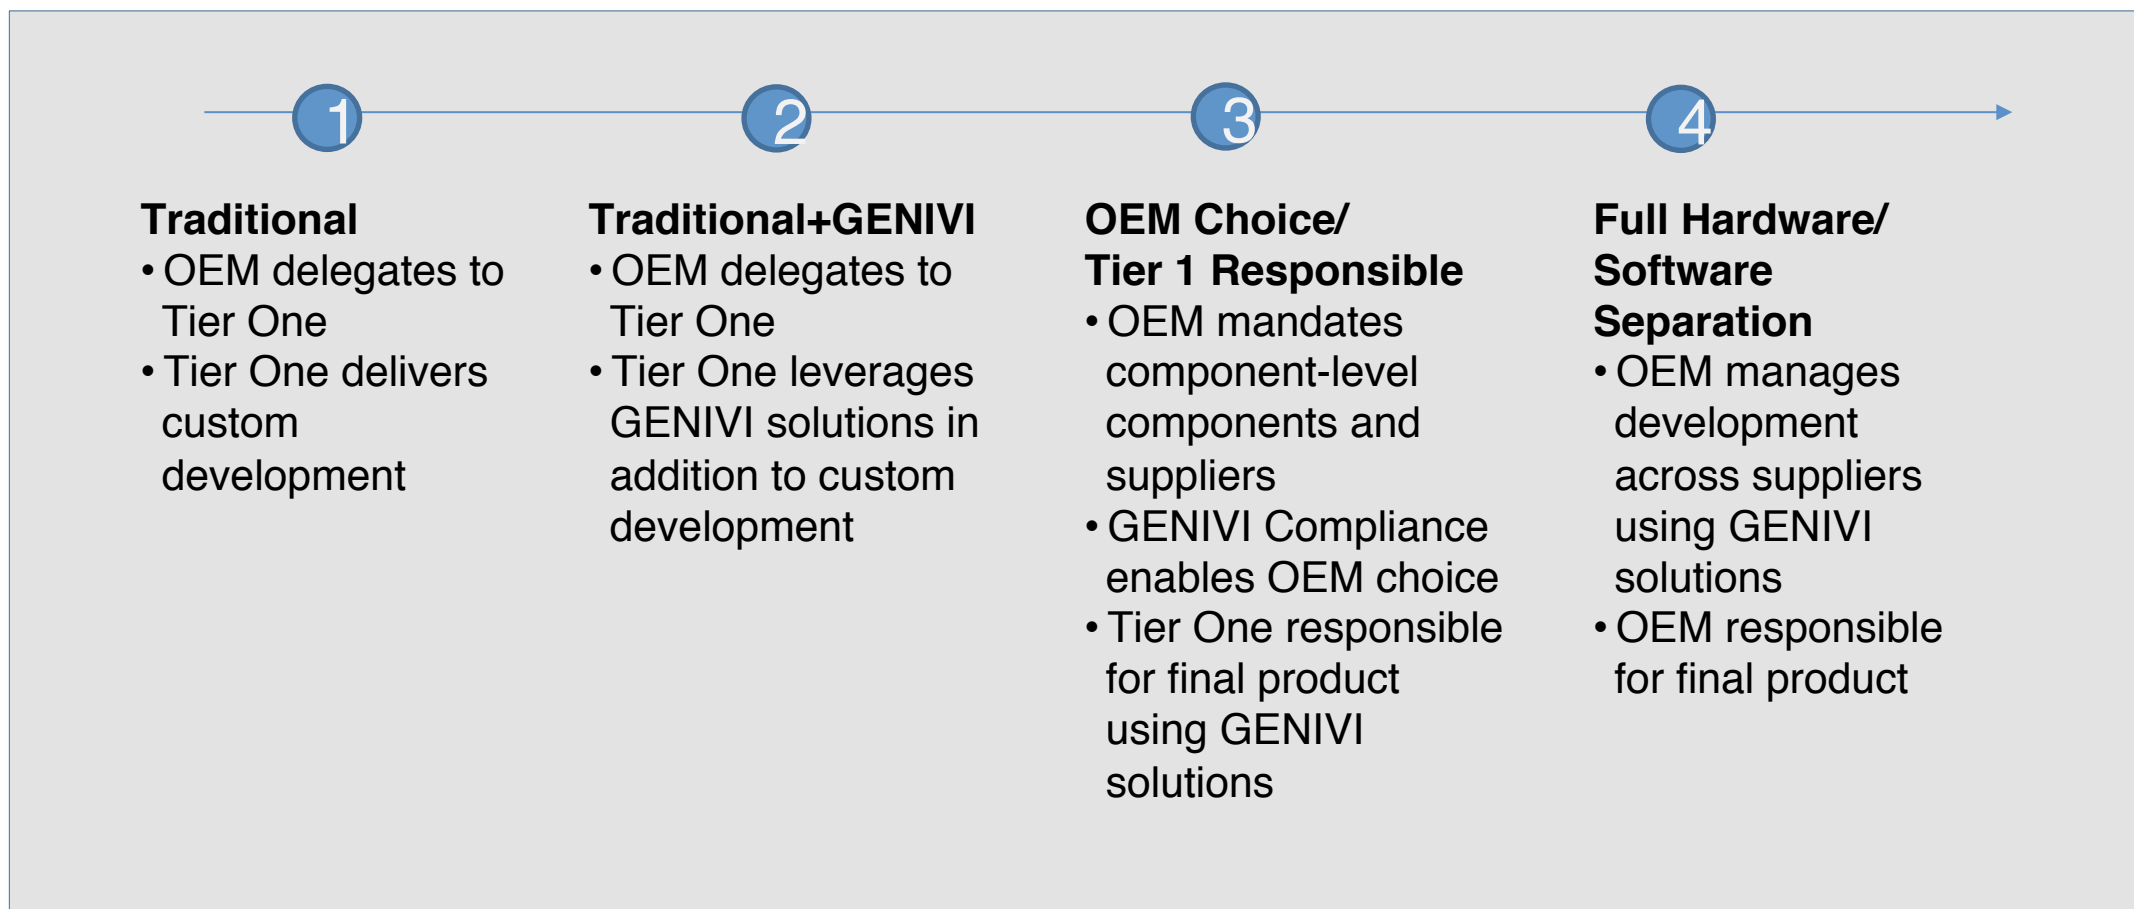 1
2
3
4
Traditional
• OEM delegates to
Tier One
• Tier One delivers
custom
development
Traditional+GENIVI
• OEM delegates to
Tier One
• Tier One leverages
GENIVI solutions in
addition to custom
development
OEM Choice/
Tier 1 Responsible
• OEM mandates
component-level
components and
suppliers
• GENIVI Compliance
enables OEM choice
• Tier One responsible
for final product
using GENIVI
solutions
Full Hardware/
Software
Separation
• OEM manages
development
across suppliers
using GENIVI
solutions
• OEM responsible
for final product